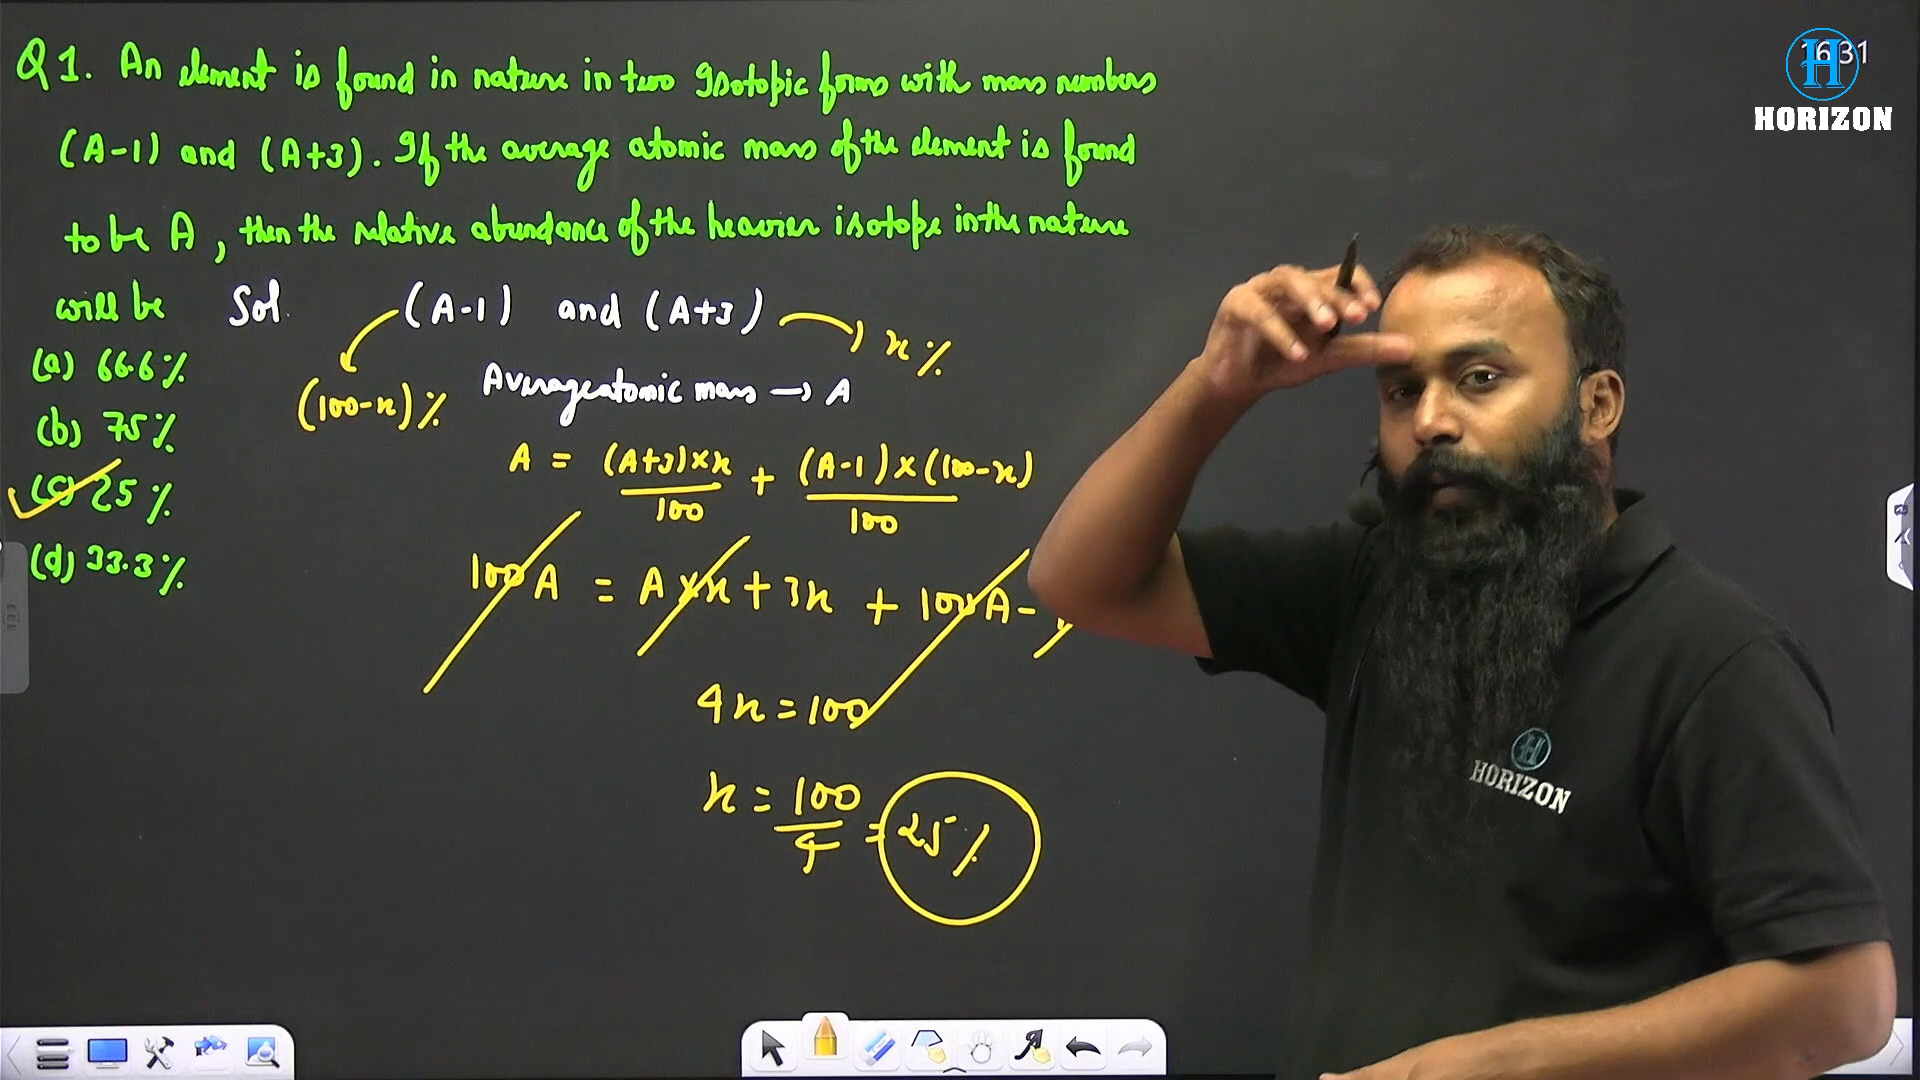 16:31
HORIZON
Q1. An element is found in nature in two Isotopic forms with mass numbers
(A-1) and (A+3). If the average atomic mass of the element is found
to be A, then the relative abundance of the heavier isotope in the nature
will be
(a) 66.6%
(b) 75%
(c) 25%
(d) 33.3%
Sol. (A-1) and (A+3)
x%
(100-x)%
Average atomic mass → A
A = (A+3)×x/100 + (A-1)×(100-x)/100
100A = A×x + 3x + 100A -
4x = 100
x = 100/4 = 25%
HORIZON